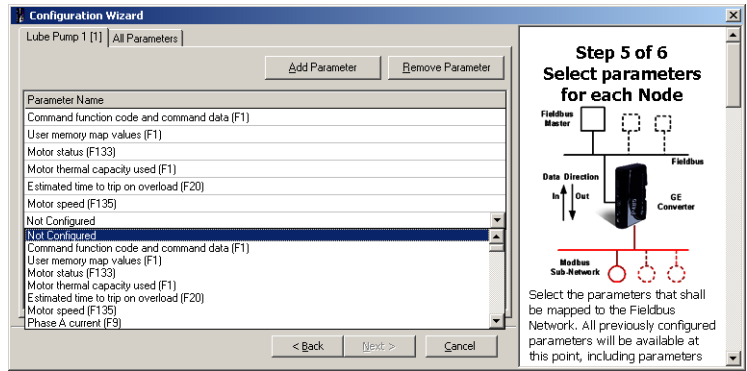 Configuration Wizard
Lube Pump 1 [1]
All Parameters
Add Parameter
Remove Parameter
Parameter Name
Command function code and command data (F1)
User memory map values (F1)
Motor status (F133)
Motor thermal capacity used (F1)
Estimated time to trip on overload (F20)
Motor speed (F135)
Not Configured
Not Configured
Command function code and command data (F1)
User memory map values (F1)
Motor status (F133)
Motor thermal capacity used (F1)
Estimated time to trip on overload (F20)
Motor speed (F135)
Phase A current (F9)
< Back
Next >
Cancel
Step 5 of 6
Select parameters
for each Node
Fieldbus
Master
Fieldbus
Data Direction
In
Out
GE
Converter
Modbus
Sub-Network
Select the parameters that shall
be mapped to the Fieldbus
Network. All previously configured
parameters will be available at
this point, including parameters